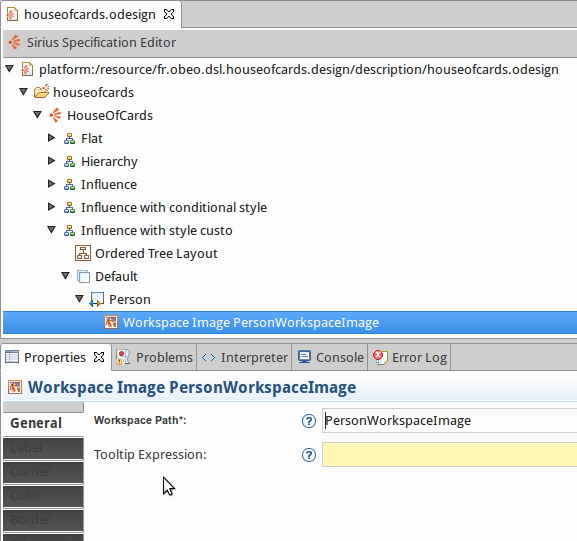 houseofcards.odesign
Sirius Specification Editor
platform:/resource/fr.obeo.dsl.houseofcards.design/description/houseofcards.odesign
houseofcards
HouseOfCards
Flat
Hierarchy
Influence
Influence with conditional style
Influence with style custo
Ordered Tree Layout
Default
Person
Workspace Image PersonWorkspaceImage
Properties Problems Interpreter Console Error Log
Workspace Image PersonWorkspaceImage
General
Workspace Path*: PersonWorkspaceImage
Label
Tooltip Expression:
Corner
Color
Border